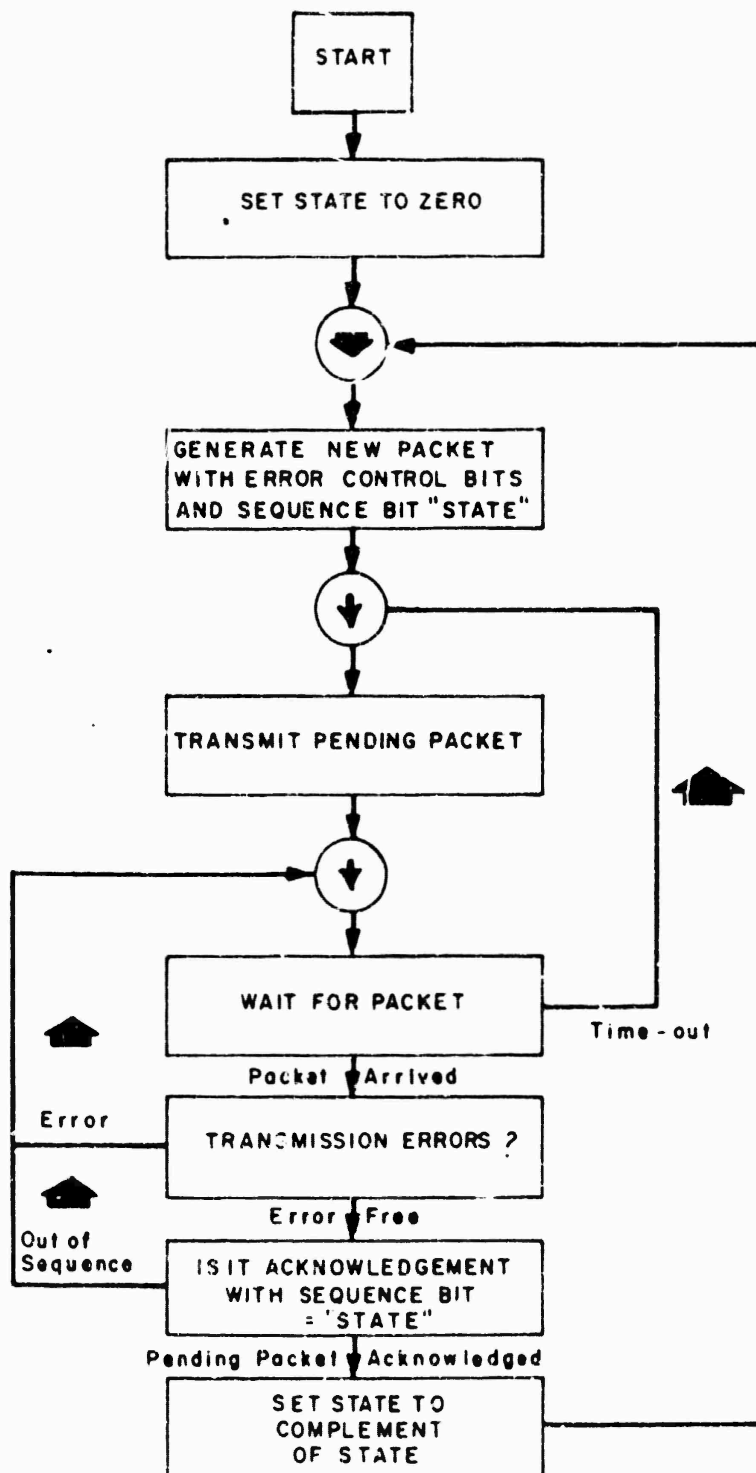 START
SET STATE TO ZERO
GENERATE NEW PACKET
WITH ERROR CONTROL BITS
AND SEQUENCE BIT "STATE"
TRANSMIT PENDING PACKET
WAIT FOR PACKET
Time-out
Packet Arrived
Error
TRANSMISSION ERRORS ?
Error Free
Out of
Sequence
IS IT ACKNOWLEDGEMENT
WITH SEQUENCE BIT
= "STATE"
Pending Packet Acknowledged
SET STATE TO
COMPLEMENT
OF STATE